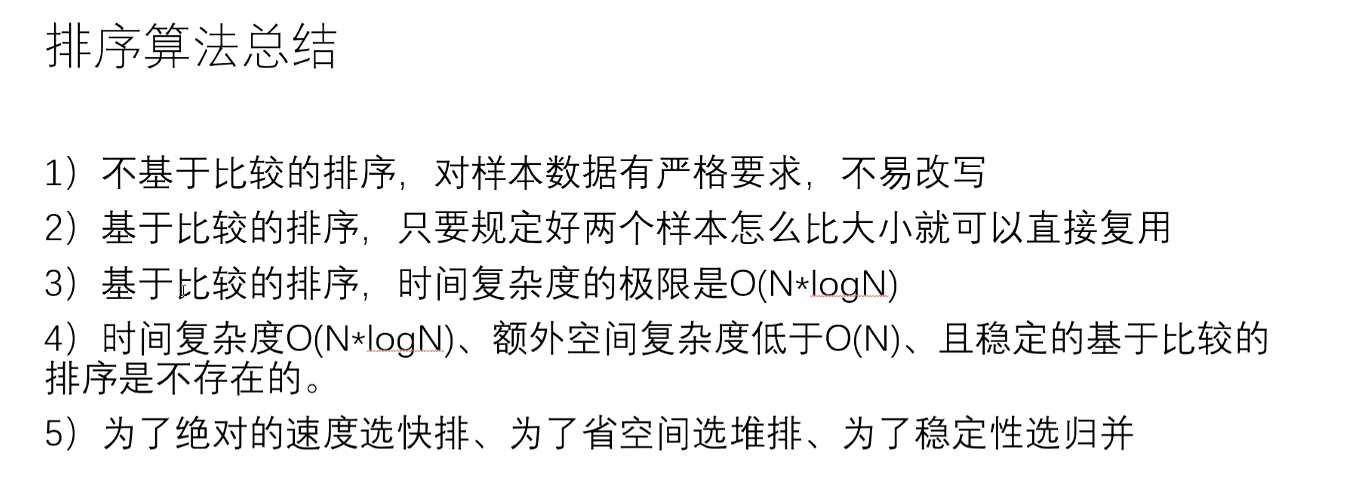 排序算法总结
1）不基于比较的排序，对样本数据有严格要求，不易改写
2）基于比较的排序，只要规定好两个样本怎么比大小就可以直接复用
3）基于比较的排序，时间复杂度的极限是O(N*logN)
4）时间复杂度O(N*logN)、额外空间复杂度低于O(N)、且稳定的基于比较的
排序是不存在的。
5）为了绝对的速度选快排、为了省空间选堆排、为了稳定性选归并